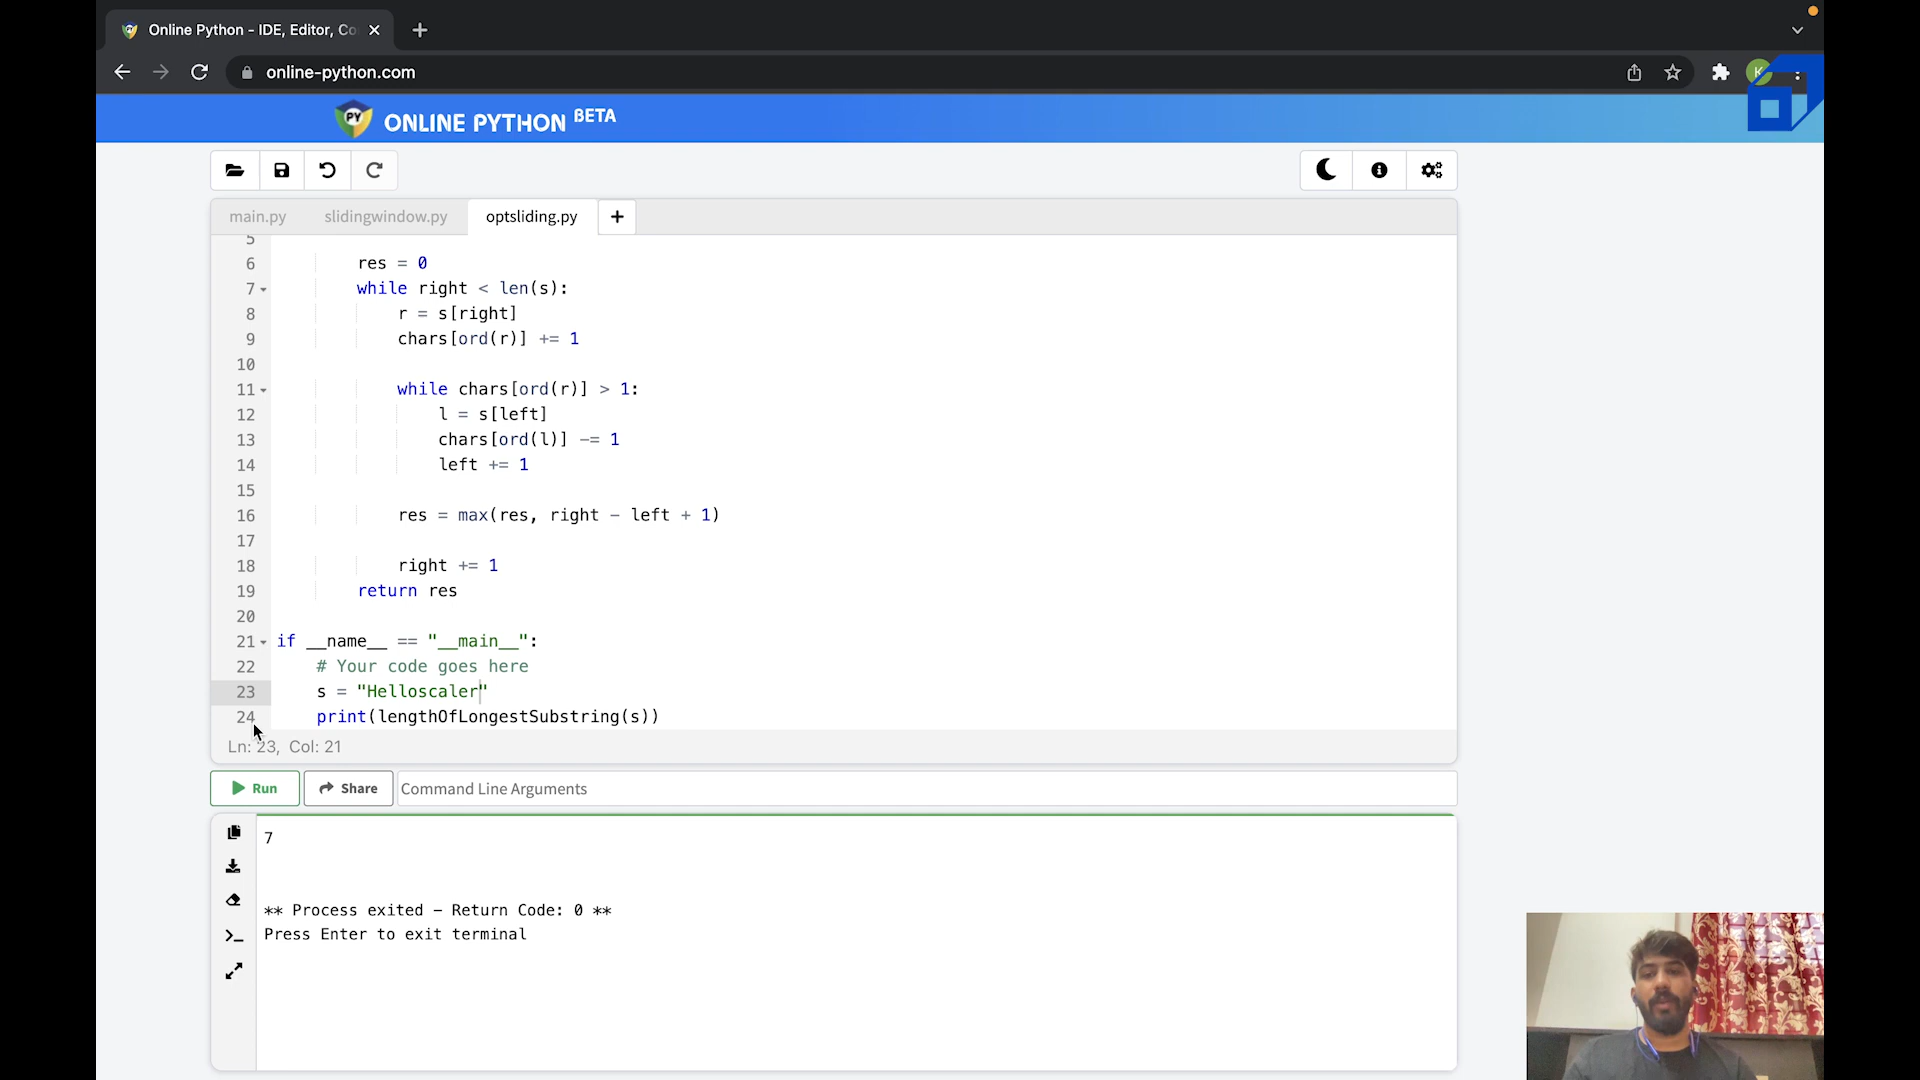 Online Python - IDE, Editor, Co
online-python.com
K
PY ONLINE PYTHON BETA
main.py slidingwindow.py optsliding.py +
5
6 res = 0
7 while right < len(s):
8 r = s[right]
9 chars[ord(r)] += 1
10
11 while chars[ord(r)] > 1:
12 l = s[left]
13 chars[ord(l)] -= 1
14 left += 1
15
16 res = max(res, right - left + 1)
17
18 right += 1
19 return res
20
21 if __name__ == "__main__":
22 # Your code goes here
23 s = "Helloscaler"
24 print(lengthOfLongestSubstring(s))
Ln: 23, Col: 21
Run Share Command Line Arguments
7
** Process exited - Return Code: 0 **
Press Enter to exit terminal